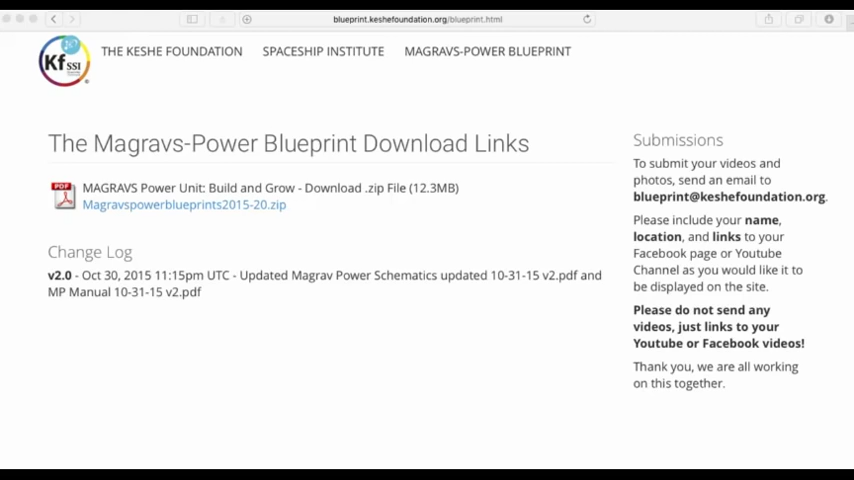 blueprint.keshefoundation.org/blueprint.html
Kf SSI
THE KESHE FOUNDATION SPACESHIP INSTITUTE MAGRAVS-POWER BLUEPRINT
The Magravs-Power Blueprint Download Links
PDF
MAGRAVS Power Unit: Build and Grow - Download .zip File (12.3MB)
Magravspowerblueprints2015-20.zip
Change Log
v2.0 - Oct 30, 2015 11:15pm UTC - Updated Magrav Power Schematics updated 10-31-15 v2.pdf and
MP Manual 10-31-15 v2.pdf
Submissions
To submit your videos and
photos, send an email to
blueprint@keshefoundation.org.
Please include your name,
location, and links to your
Facebook page or Youtube
Channel as you would like it to
be displayed on the site.
Please do not send any
videos, just links to your
Youtube or Facebook videos!
Thank you, we are all working
on this together.